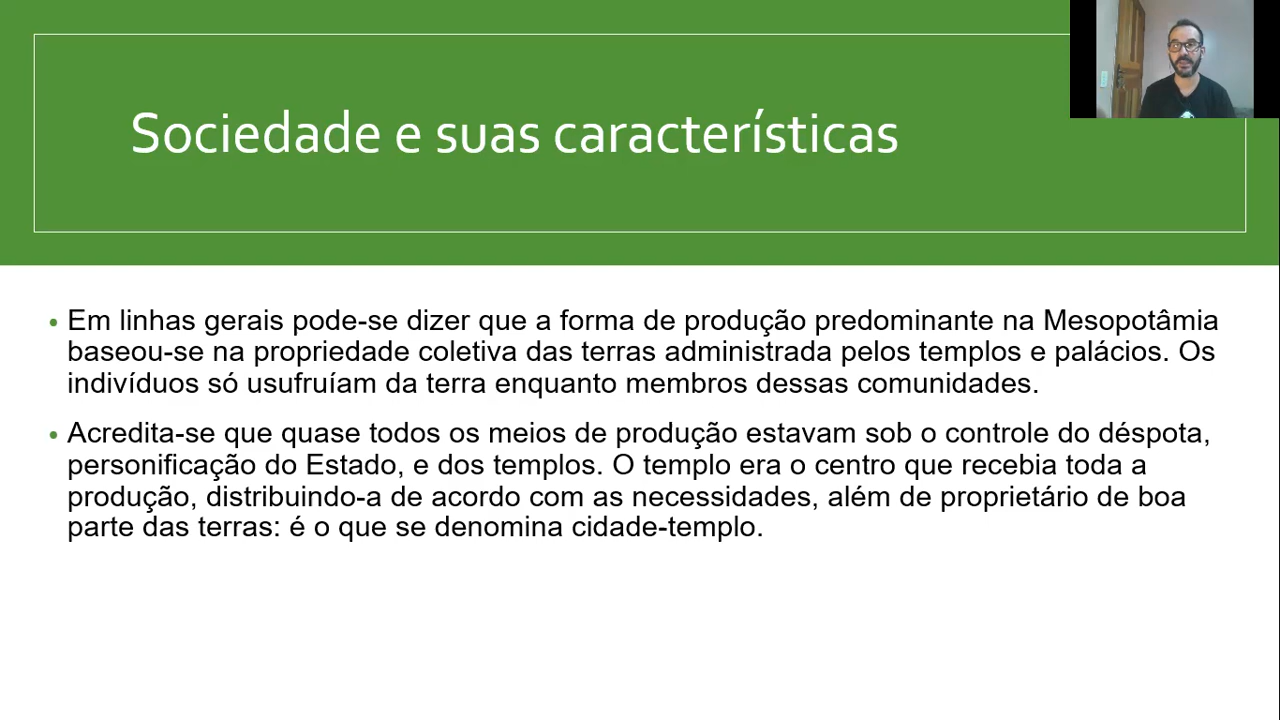 Sociedade e suas características
• Em linhas gerais pode-se dizer que a forma de produção predominante na Mesopotâmia
baseou-se na propriedade coletiva das terras administrada pelos templos e palácios. Os
indivíduos só usufruíam da terra enquanto membros dessas comunidades.
• Acredita-se que quase todos os meios de produção estavam sob o controle do déspota,
personificação do Estado, e dos templos. O templo era o centro que recebia toda a
produção, distribuindo-a de acordo com as necessidades, além de proprietário de boa
parte das terras: é o que se denomina cidade-templo.